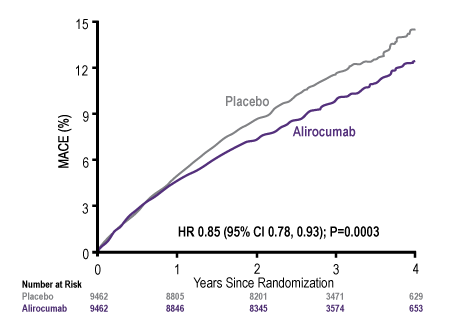 15
12
9
6
3
0
MACE (%)
Placebo
Alirocumab
HR 0.85 (95% CI 0.78, 0.93); P=0.0003
0 1 2 3 4
Years Since Randomization
Number at Risk
Placebo 9462 8805 8201 3471 629
Alirocumab 9462 8846 8345 3574 653